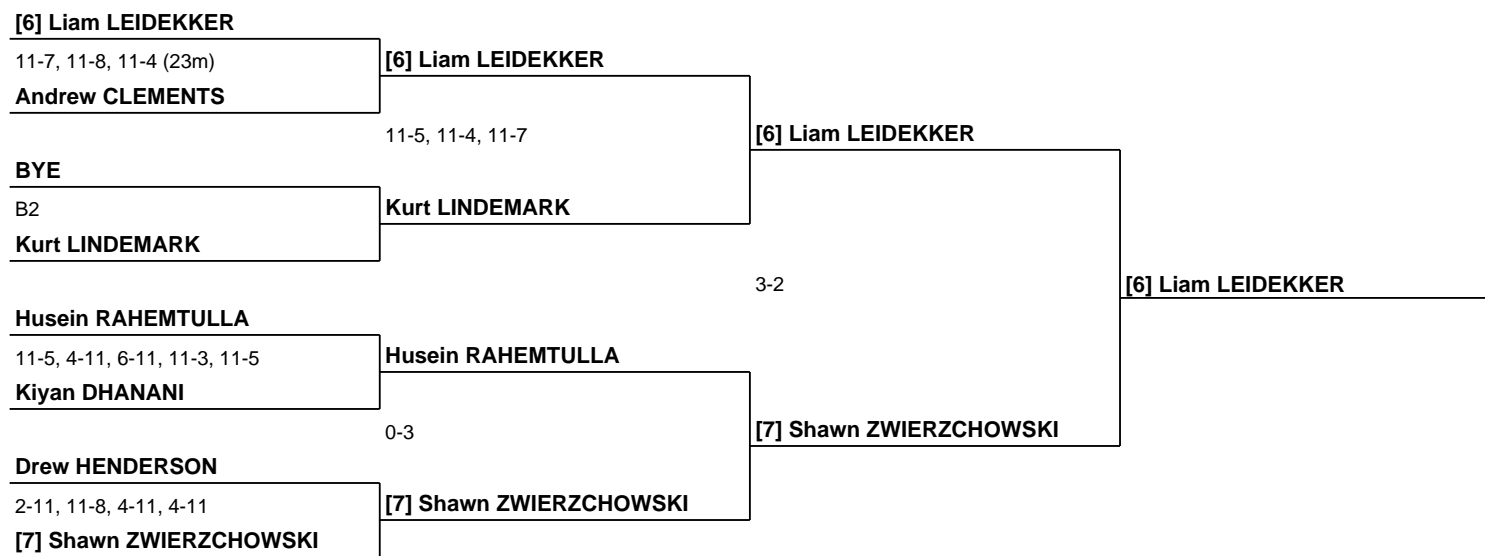 [6] Liam LEIDEKKER
11-7, 11-8, 11-4 (23m)
[6] Liam LEIDEKKER
Andrew CLEMENTS
11-5, 11-4, 11-7
[6] Liam LEIDEKKER
BYE
B2
Kurt LINDEMARK
Kurt LINDEMARK
3-2
[6] Liam LEIDEKKER
Husein RAHEMTULLA
11-5, 4-11, 6-11, 11-3, 11-5
Husein RAHEMTULLA
Kiyan DHANANI
0-3
[7] Shawn ZWIERZCHOWSKI
Drew HENDERSON
2-11, 11-8, 4-11, 4-11
[7] Shawn ZWIERZCHOWSKI
[7] Shawn ZWIERZCHOWSKI